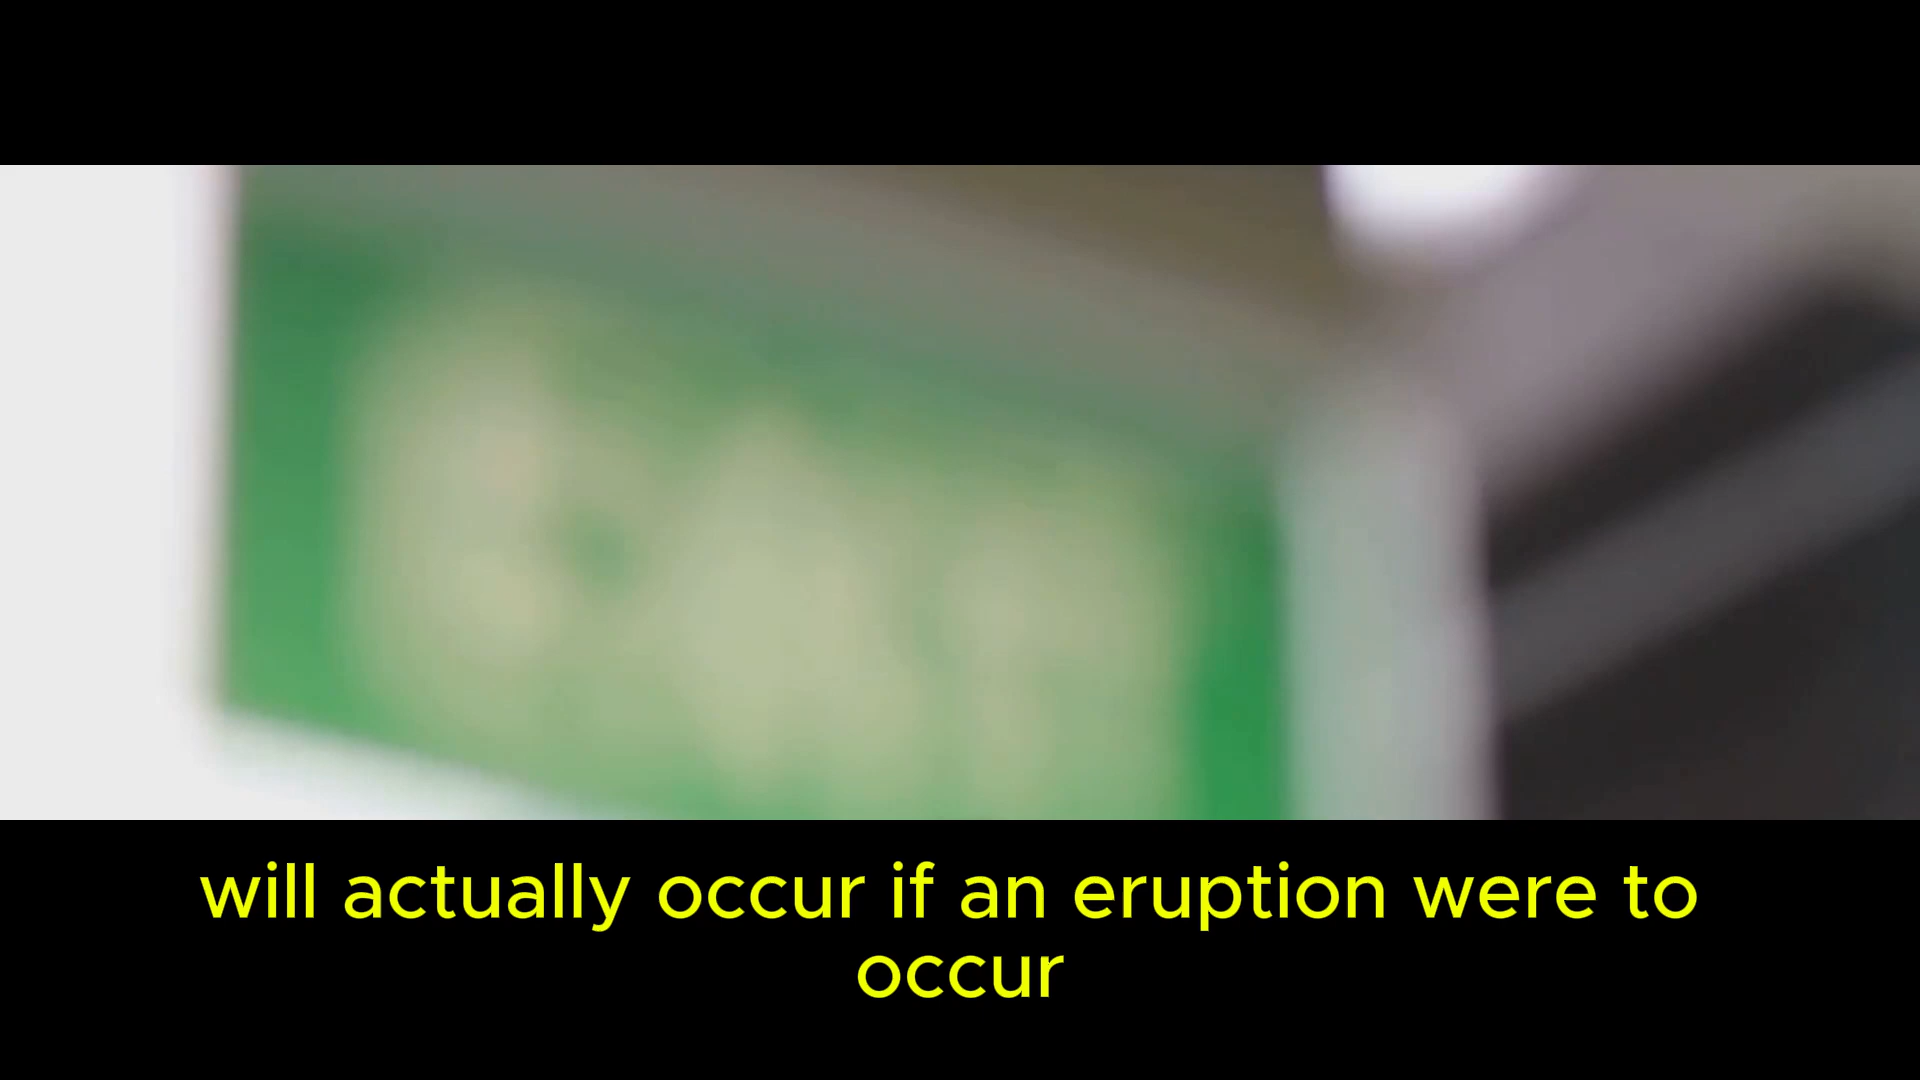 will actually occur if an eruption were to
occur